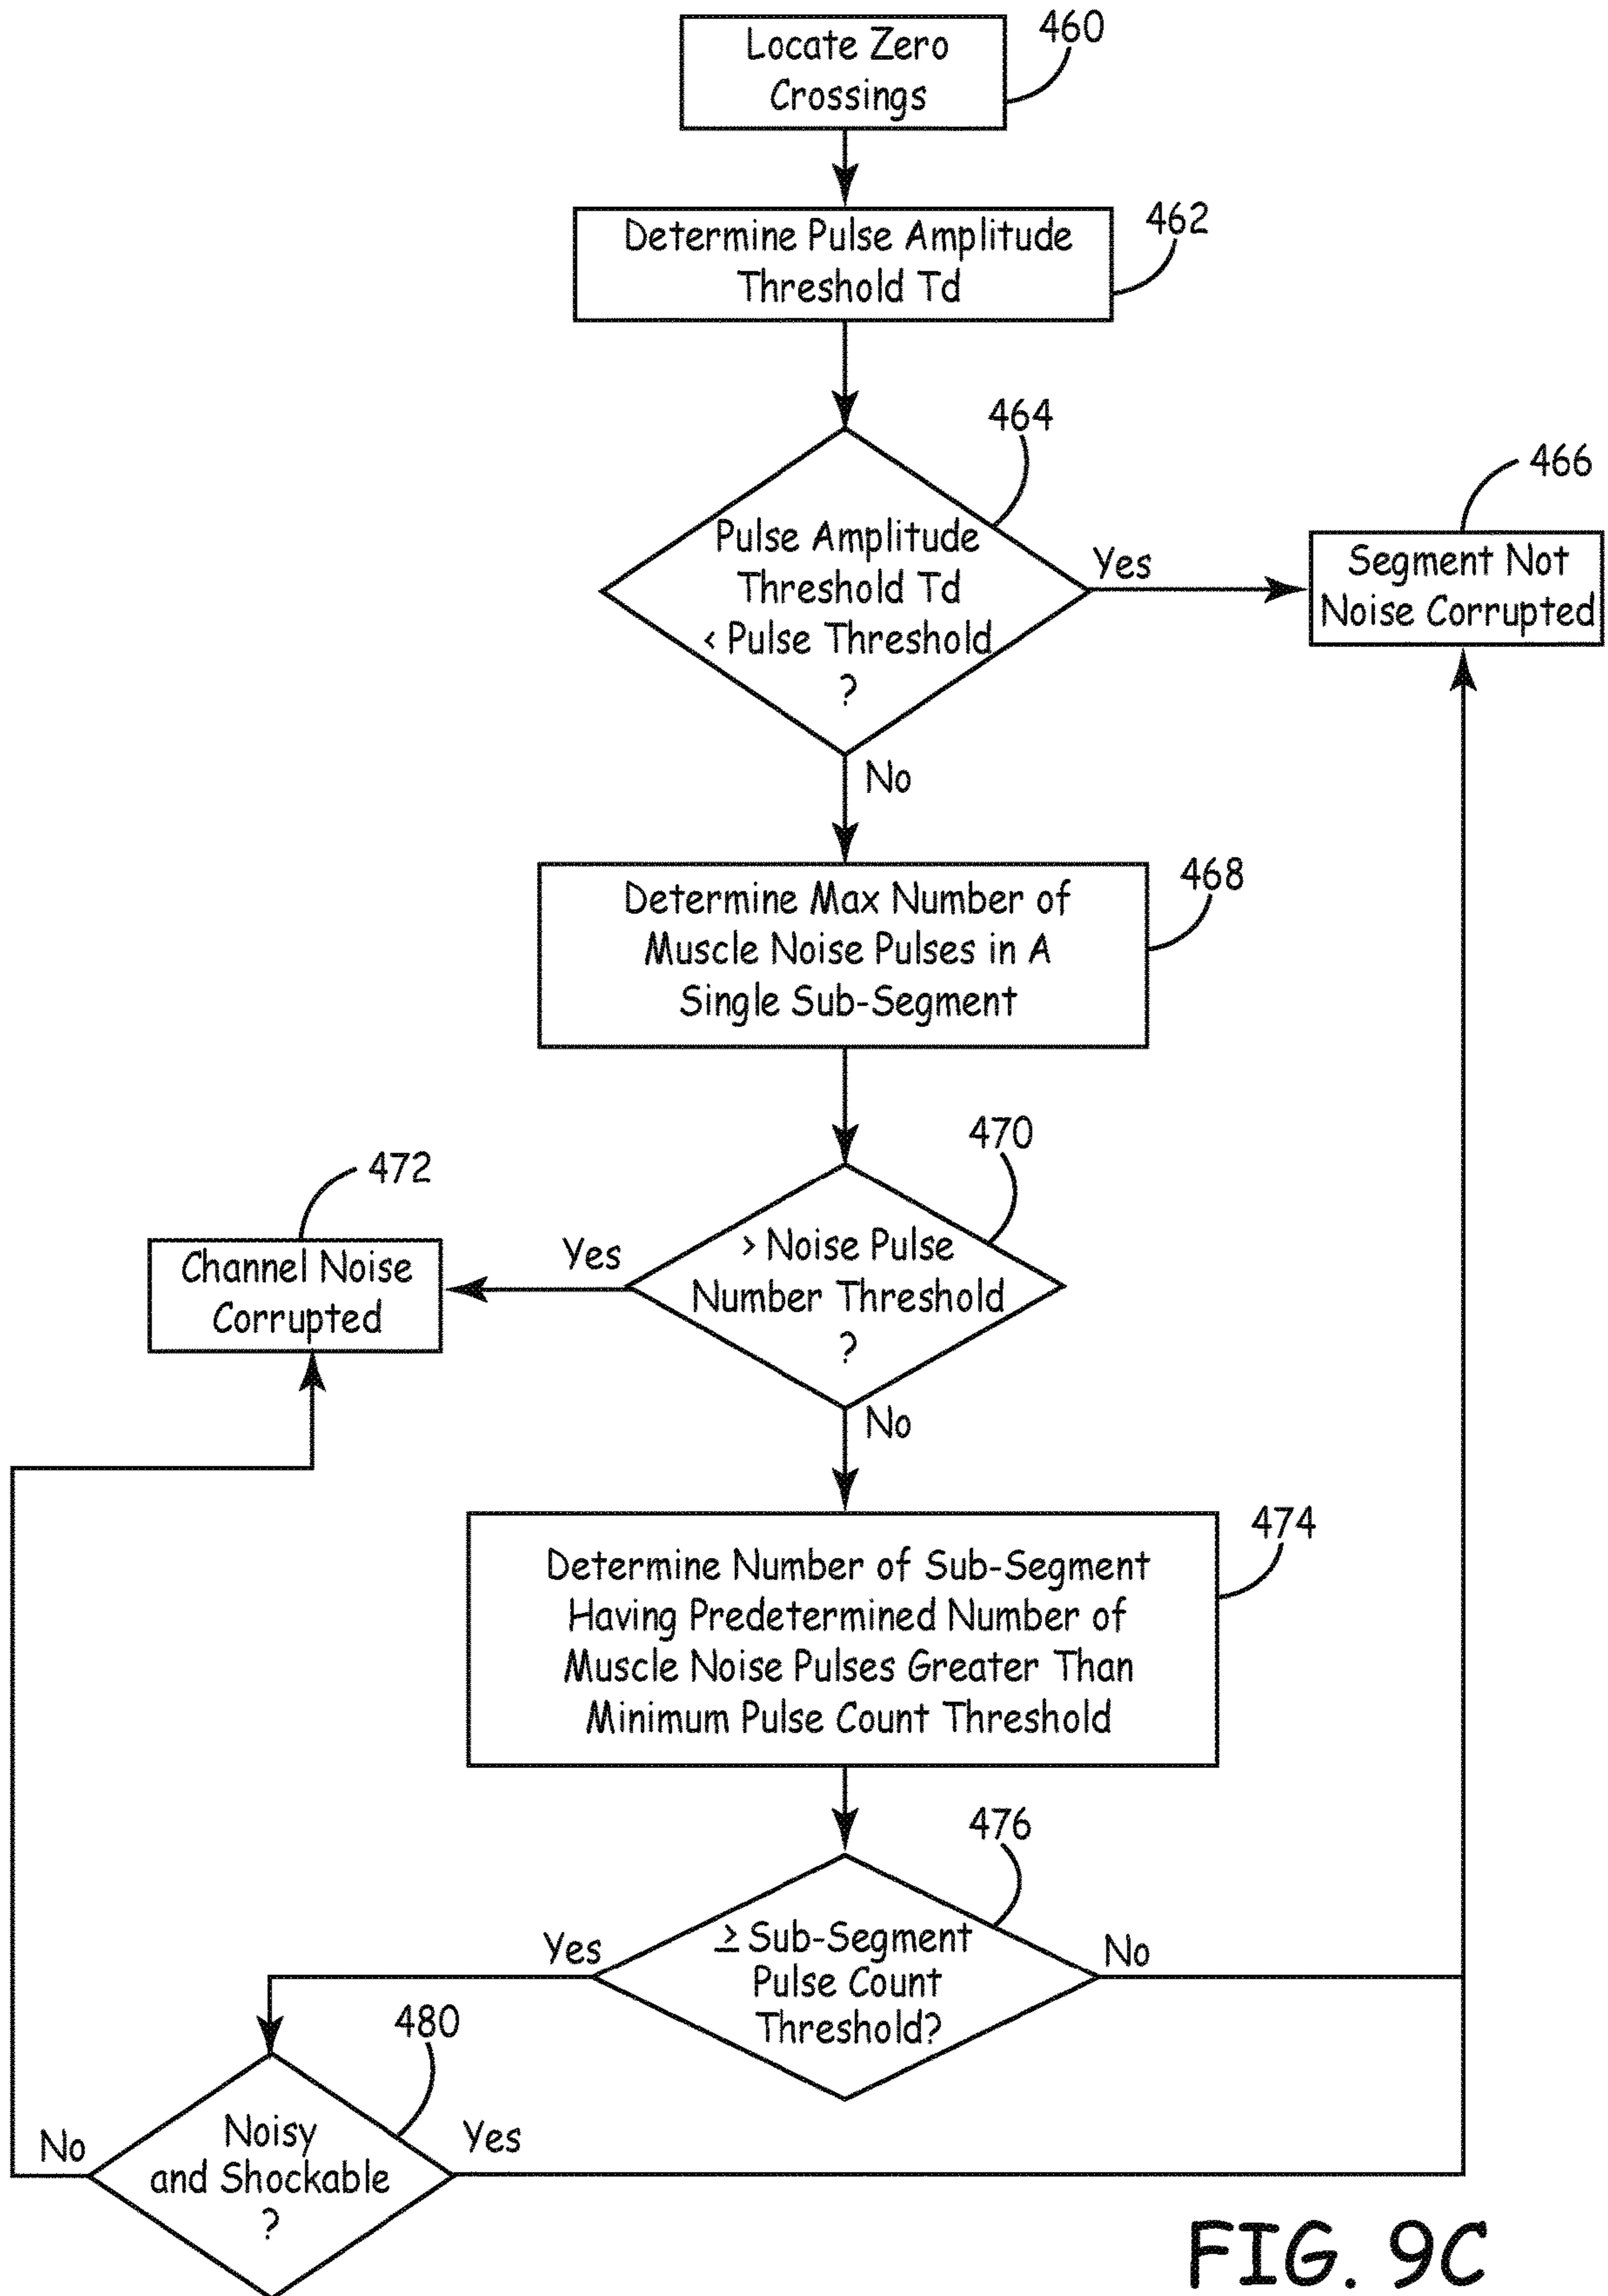 Locate Zero
Crossings
460
Determine Pulse Amplitude
Threshold Td
462
464
Pulse Amplitude
Threshold Td
< Pulse Threshold
?
Yes
466
Segment Not
Noise Corrupted
No
Determine Max Number of
Muscle Noise Pulses in A
Single Sub-Segment
468
470
> Noise Pulse
Number Threshold
?
Yes
472
Channel Noise
Corrupted
No
Determine Number of Sub-Segment
Having Predetermined Number of
Muscle Noise Pulses Greater Than
Minimum Pulse Count Threshold
474
476
≥ Sub-Segment
Pulse Count
Threshold?
Yes
No
480
Noisy
and Shockable
?
No
Yes
FIG. 9C